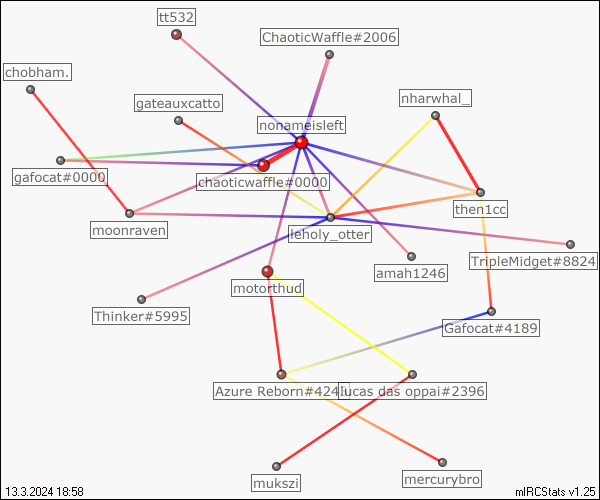 tt532
ChaoticWaffle#2006
chobham.
gateauxcatto
nharwhal_
nonameisleft
gafocat#0000
chaoticwaffle#0000
then1cc
moonraven
leholy_otter
TripleMidget#8824
amah1246
motorthud
Thinker#5995
Gafocat#4189
Azure Reborn#424
lucas das oppai#2396
mukszi
mercurybro
13.3.2024 18:58
mIRCStats v1.25